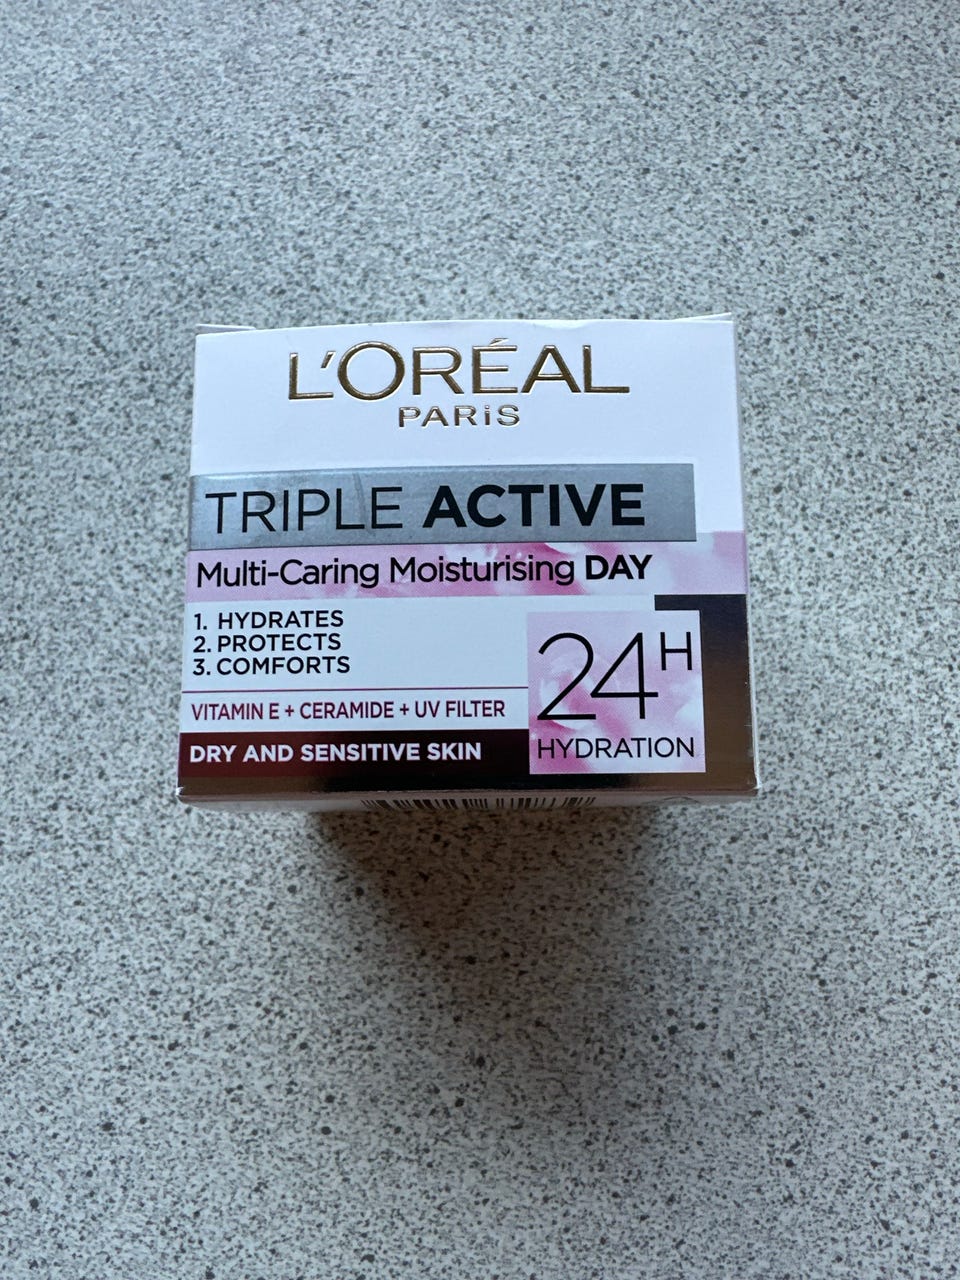 L'ORÉAL
PARiS
TRIPLE ACTIVE
Multi-Caring Moisturising DAY
1. HYDRATES
2. PROTECTS
3. COMFORTS
VITAMIN E + CERAMIDE + UV FILTER
DRY AND SENSITIVE SKIN
24H
HYDRATION